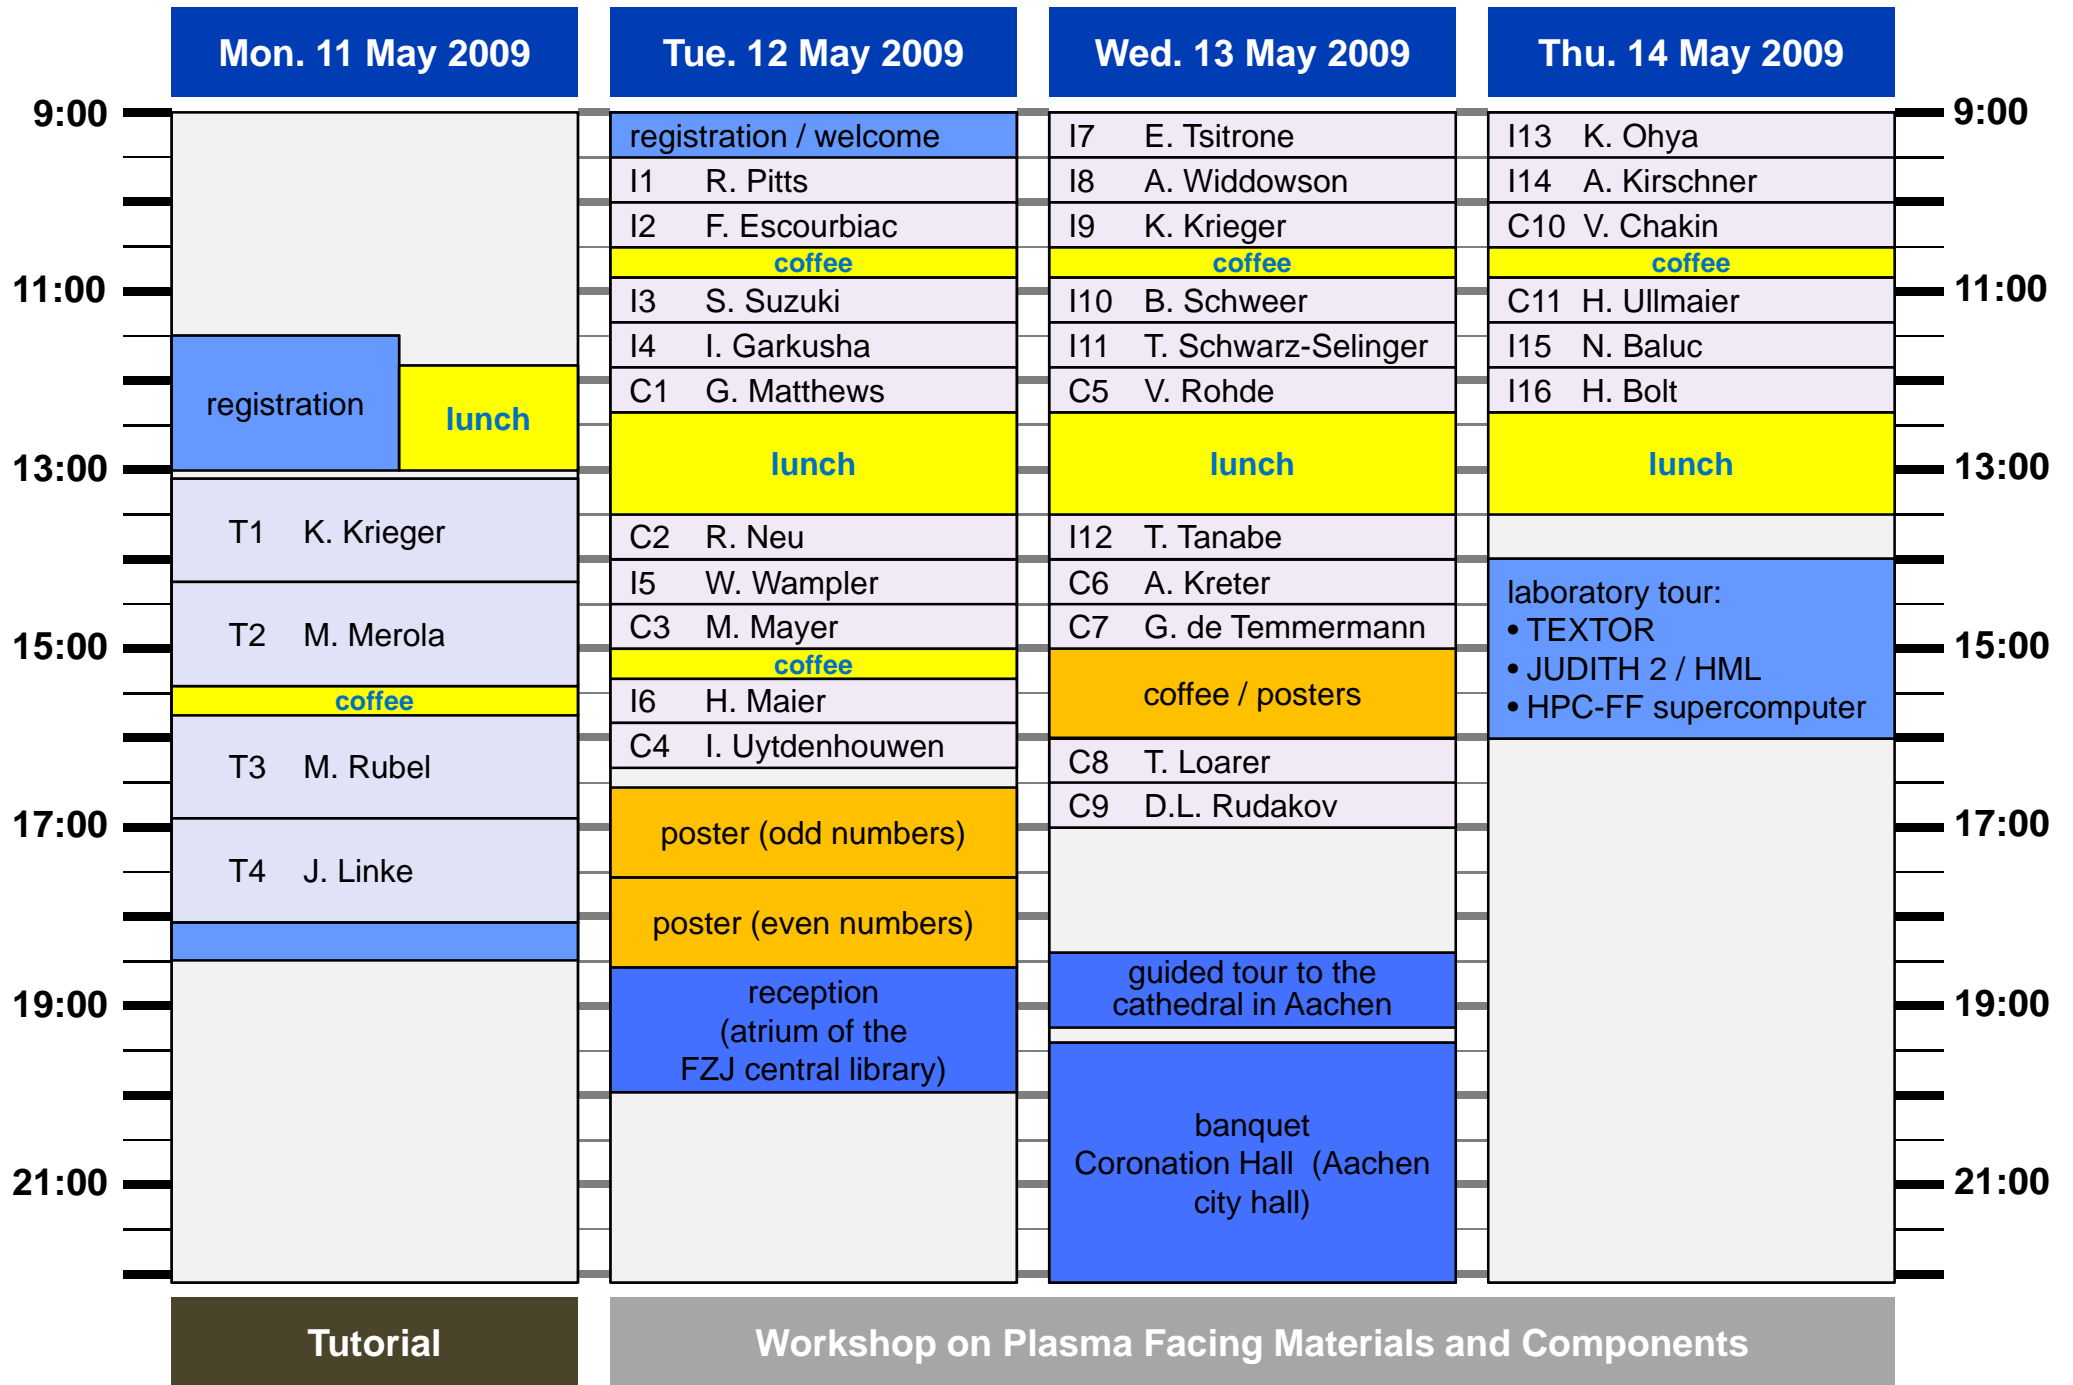 Mon. 11 May 2009
Tue. 12 May 2009
Wed. 13 May 2009
Thu. 14 May 2009
9:00
11:00
13:00
15:00
17:00
19:00
21:00
registration
lunch
T1 K. Krieger
T2 M. Merola
coffee
T3 M. Rubel
T4 J. Linke
registration / welcome
I1 R. Pitts
I2 F. Escourbiac
coffee
I3 S. Suzuki
I4 I. Garkusha
C1 G. Matthews
lunch
C2 R. Neu
I5 W. Wampler
C3 M. Mayer
coffee
I6 H. Maier
C4 I. Uytdenhouwen
poster (odd numbers)
poster (even numbers)
reception
(atrium of the
FZJ central library)
I7 E. Tsitrone
I8 A. Widdowson
I9 K. Krieger
coffee
I10 B. Schweer
I11 T. Schwarz-Selinger
C5 V. Rohde
lunch
I12 T. Tanabe
C6 A. Kreter
C7 G. de Temmermann
coffee / posters
C8 T. Loarer
C9 D.L. Rudakov
guided tour to the
cathedral in Aachen
banquet
Coronation Hall (Aachen
city hall)
I13 K. Ohya
I14 A. Kirschner
C10 V. Chakin
coffee
C11 H. Ullmaier
I15 N. Baluc
I16 H. Bolt
lunch
laboratory tour:
• TEXTOR
• JUDITH 2 / HML
• HPC-FF supercomputer
9:00
11:00
13:00
15:00
17:00
19:00
21:00
Tutorial
Workshop on Plasma Facing Materials and Components